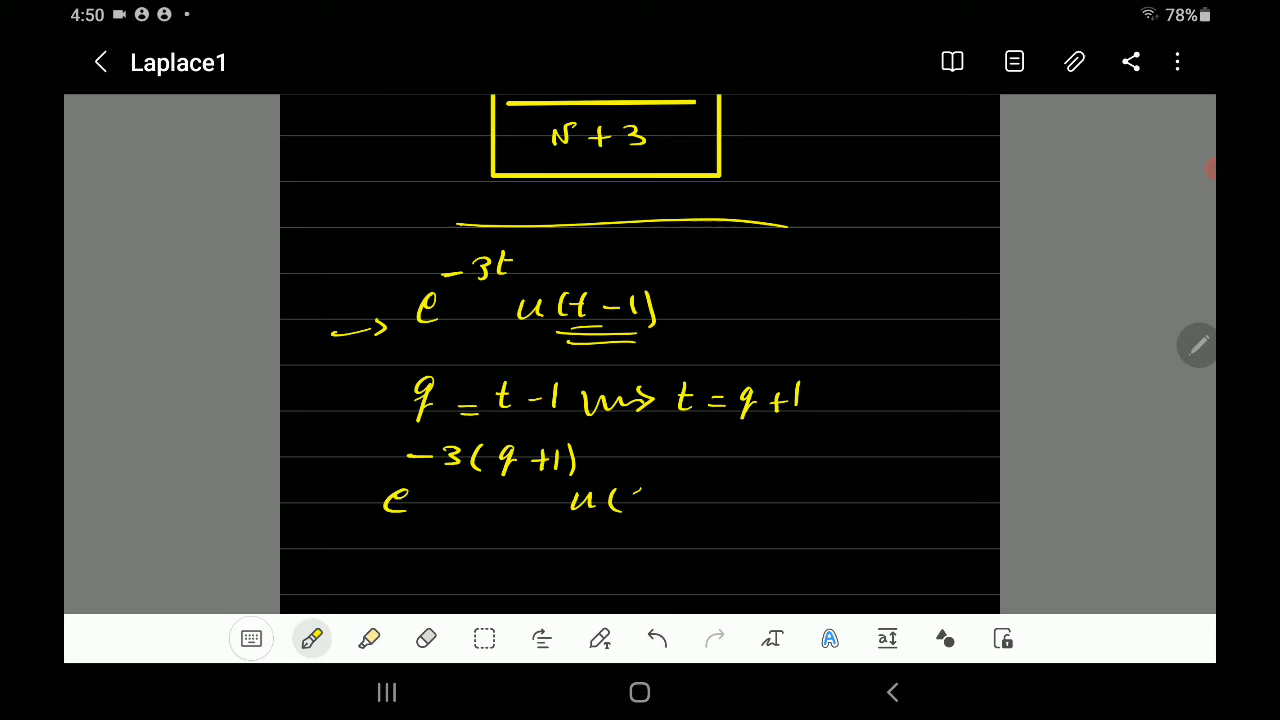 4:50 78%
Laplace1
s + 3
e^{-3t} u(t-1)
q = t-1 ⟿ t = q+1
e^{-3(q+1)} u(